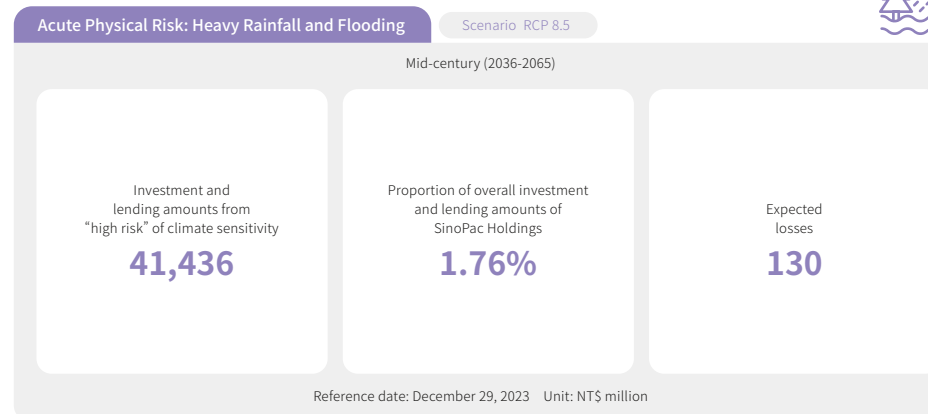 Acute Physical Risk: Heavy Rainfall and Flooding
Scenario RCP 8.5
Mid-century (2036-2065)
Investment and
lending amounts from
“high risk” of climate sensitivity
41,436
Proportion of overall investment
and lending amounts of
SinoPac Holdings
1.76%
Expected
losses
130
Reference date: December 29, 2023 Unit: NT$ million